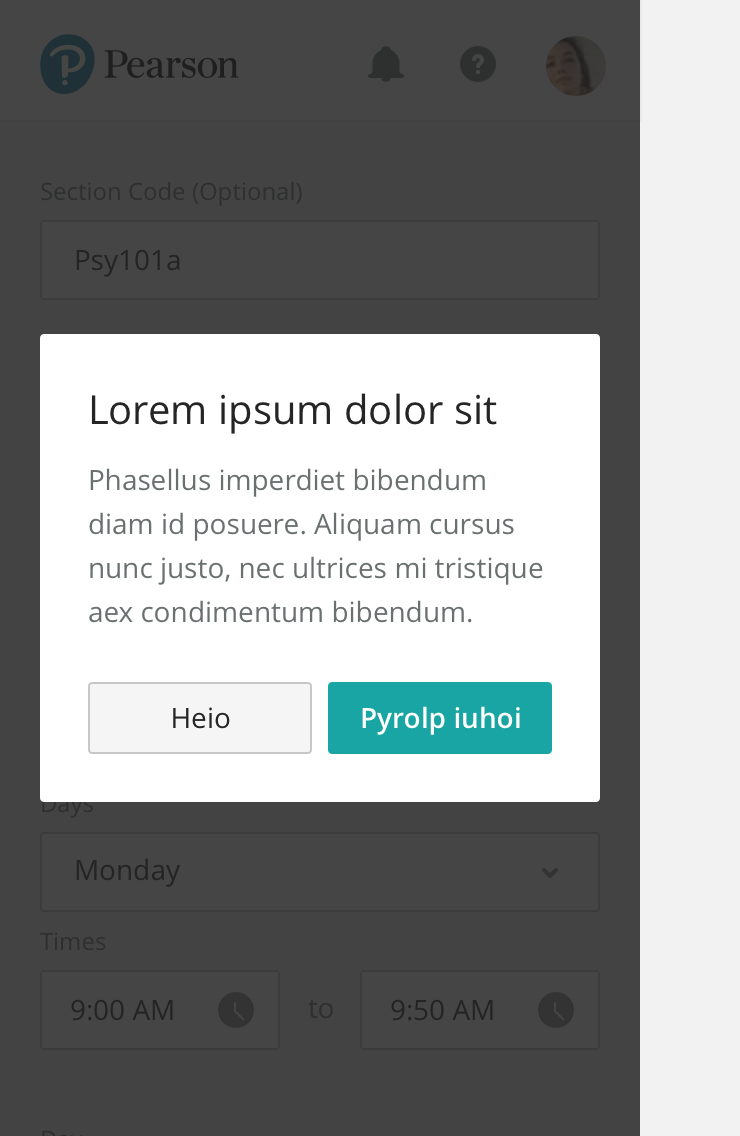 Pearson
?
Section Code (Optional)
Psy101a
Lorem ipsum dolor sit
Phasellus imperdiet bibendum
diam id posuere. Aliquam cursus
nunc justo, nec ultrices mi tristique
aex condimentum bibendum.
Heio
Pyrolp iuhoi
Days
Monday
Times
9:00 AM to 9:50 AM